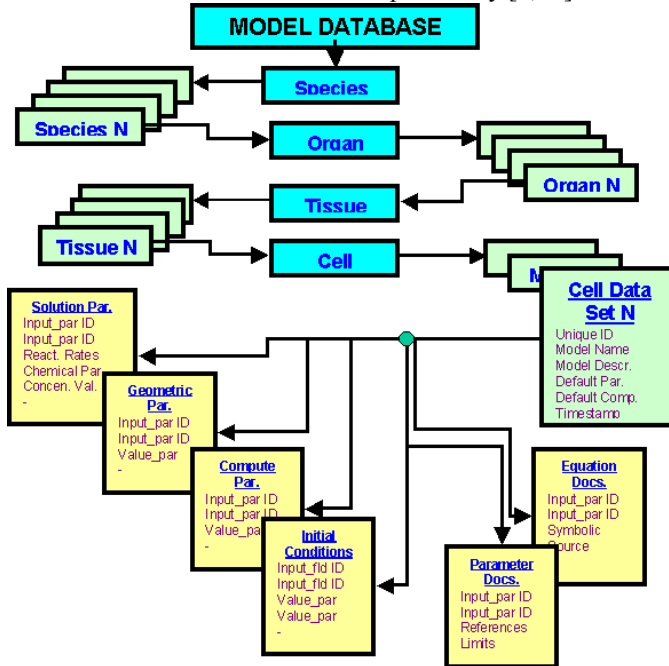 MODEL DATABASE
Species
Species N
Organ
Organ N
Tissue
Tissue N
Cell
M
Cell Data
Set N
Unique ID
Model Name
Model Descr.
Default Par.
Default Comp.
Timestamp
Solution Par.
Input_par ID
Input_par ID
React. Rates
Chemical Par
Concen. Val.
-
Geometric
Par.
Input_par ID
Input_par ID
Value_par
-
Compute
Par.
Input_par ID
Input_par ID
Value_pa
-
Initial
Conditions
Input_fld ID
Input_fld ID
Value_par
Value_par
-
Equation
Docs.
Input_par ID
Input_par ID
Symbolic
Source
Parameter
Docs.
Input_par ID
Input_par ID
References
Limits